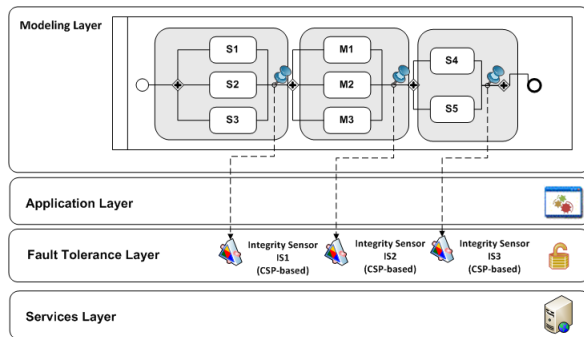 Modeling Layer
S1
M1
S2
M2
S4
S3
M3
S5
Application Layer
Fault Tolerance Layer
Integrity Sensor
IS1
(CSP-based)
Integrity Sensor
IS2
(CSP-based)
Integrity Sensor
IS3
(CSP-based)
Services Layer